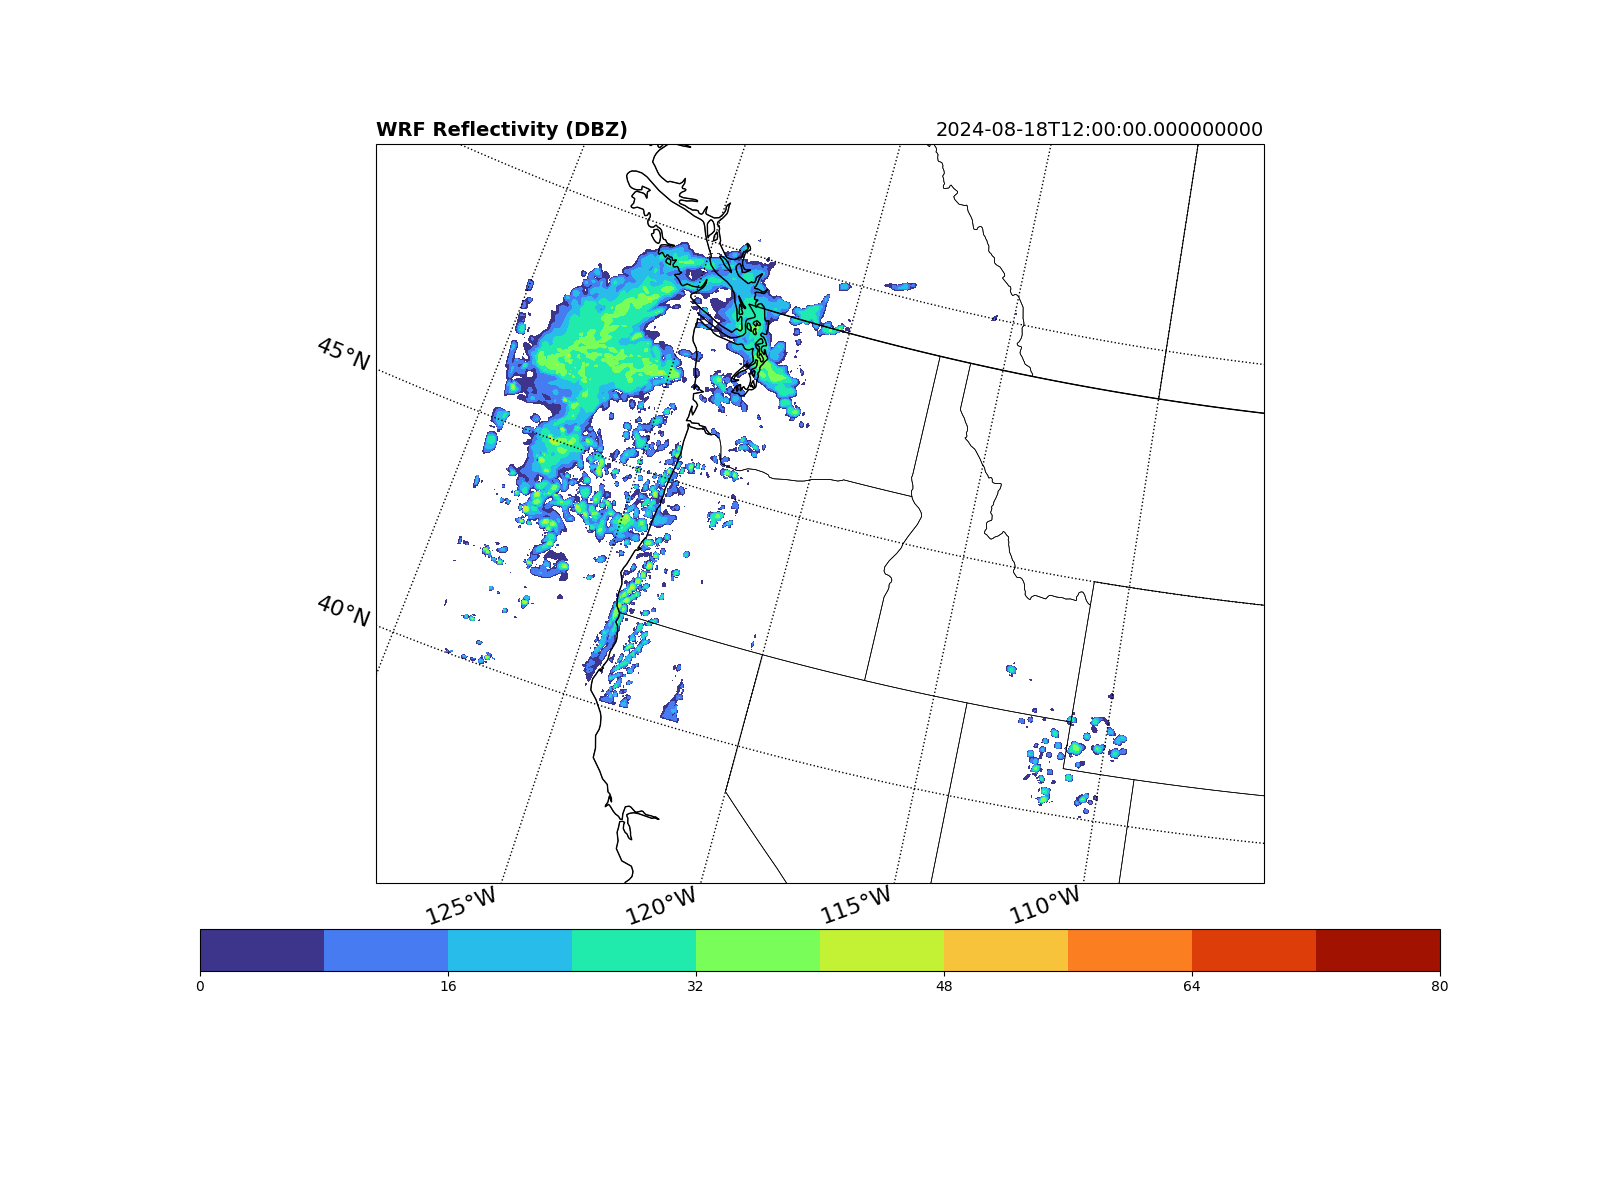 WRF Reflectivity (DBZ) 2024-08-18T12:00:00.000000000
45°N
40°N
125°W 120°W 115°W 110°W
0 16 32 48 64 80